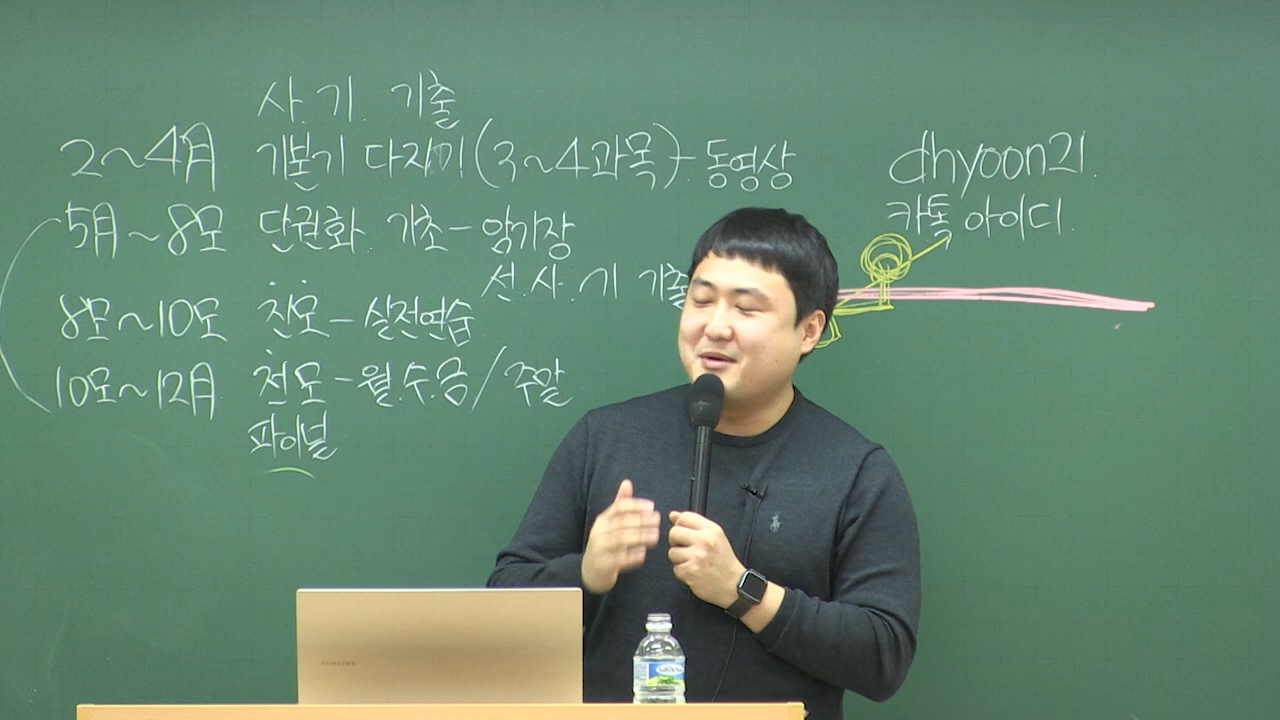 사.기. 기출
2~4月 기본기 다지기(3~4과목)-동영상
5月~8모 단권화. 기초-암기장
선.사.기 기출
8모~10모 진모-실전연습
10모~12月 전모-월.수.금/주말
파이널
dhyoon21.
카톡 아이디.
SAMSUNG